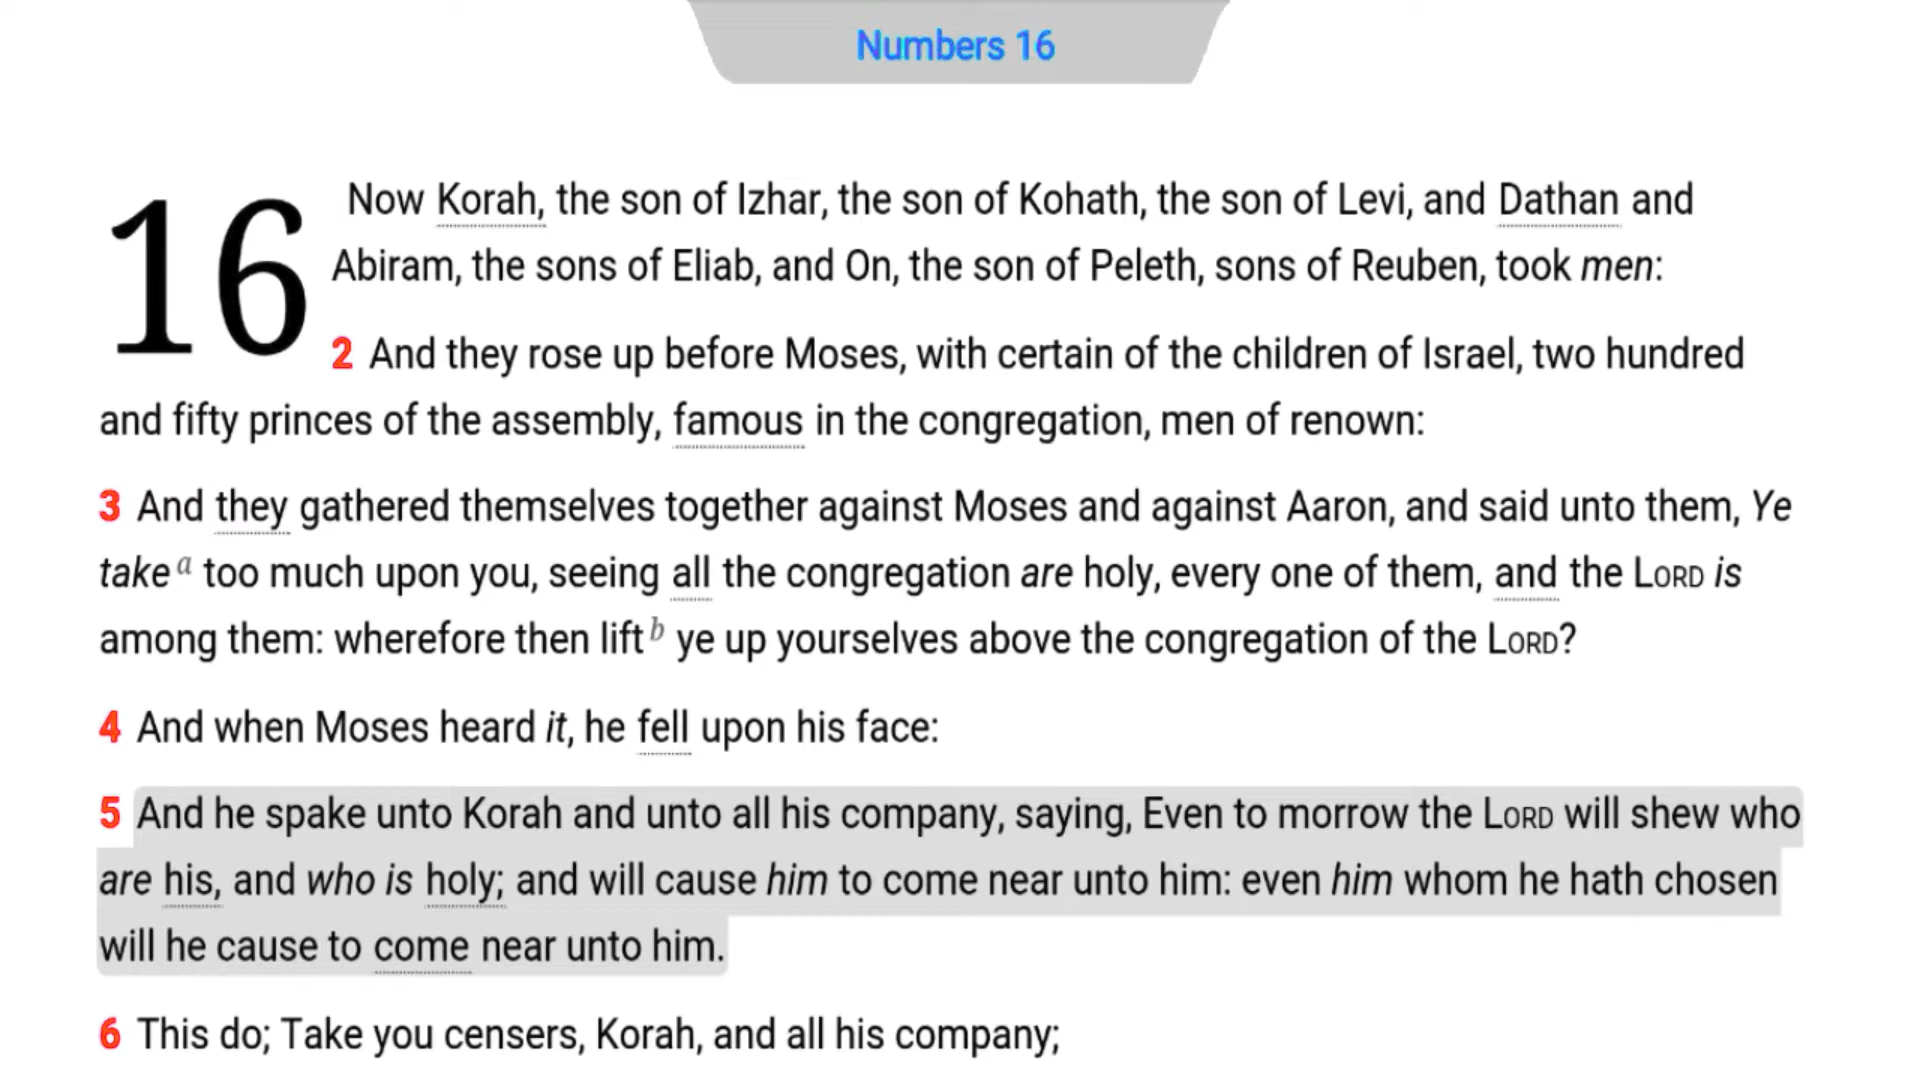 Numbers 16
16 Now Korah, the son of Izhar, the son of Kohath, the son of Levi, and Dathan and
Abiram, the sons of Eliab, and On, the son of Peleth, sons of Reuben, took men:
2 And they rose up before Moses, with certain of the children of Israel, two hundred
and fifty princes of the assembly, famous in the congregation, men of renown:
3 And they gathered themselves together against Moses and against Aaron, and said unto them, Ye
take a too much upon you, seeing all the congregation are holy, every one of them, and the LORD is
among them: wherefore then lift b ye up yourselves above the congregation of the LORD?
4 And when Moses heard it, he fell upon his face:
5 And he spake unto Korah and unto all his company, saying, Even to morrow the LORD will shew who
are his, and who is holy; and will cause him to come near unto him: even him whom he hath chosen
will he cause to come near unto him.
6 This do; Take you censers, Korah, and all his company;